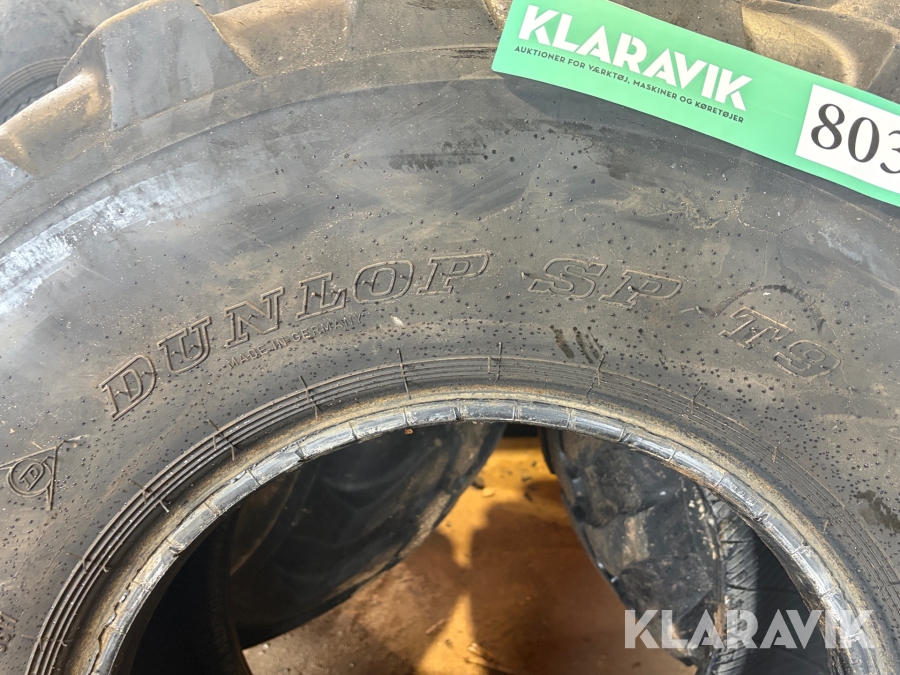 KLARAVIK
AUKTIONER FOR VÆRKTØJ, MASKINER OG KØRETØJER
803
DUNLOP SP T9
MADE IN GERMANY
D
KLARAVIK